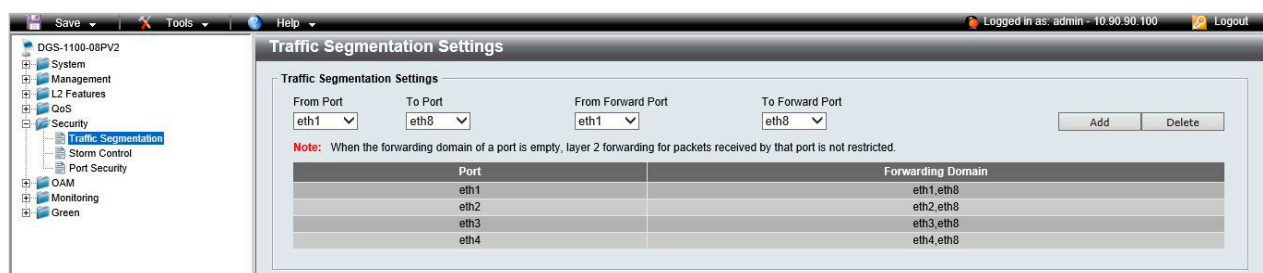 Save Tools Help Logged in as: admin - 10.90.90.100 Logout
DGS-1100-08PV2
System
Management
L2 Features
QoS
Security
Traffic Segmentation
Storm Control
Port Security
OAM
Monitoring
Green
Traffic Segmentation Settings
Traffic Segmentation Settings
From Port To Port From Forward Port To Forward Port
eth1 eth8 eth1 eth8 Add Delete
Note: When the forwarding domain of a port is empty, layer 2 forwarding for packets received by that port is not restricted.
Port Forwarding Domain
eth1 eth1,eth8
eth2 eth2,eth8
eth3 eth3,eth8
eth4 eth4,eth8